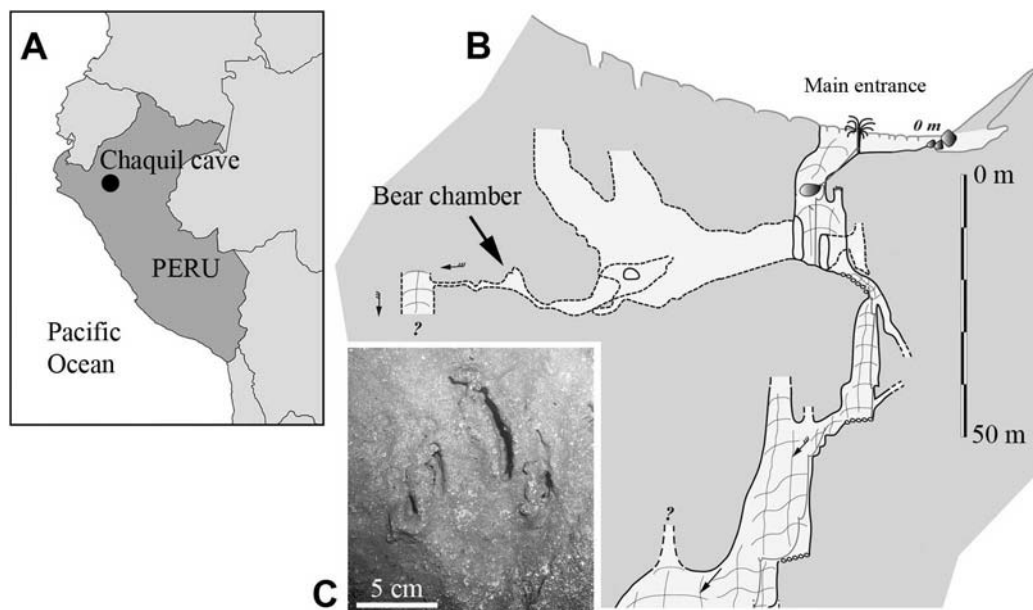 A
Chaquil cave
PERU
Pacific
Ocean
B
Main entrance
0 m
Bear chamber
0 m
50 m
?
?
C
5 cm